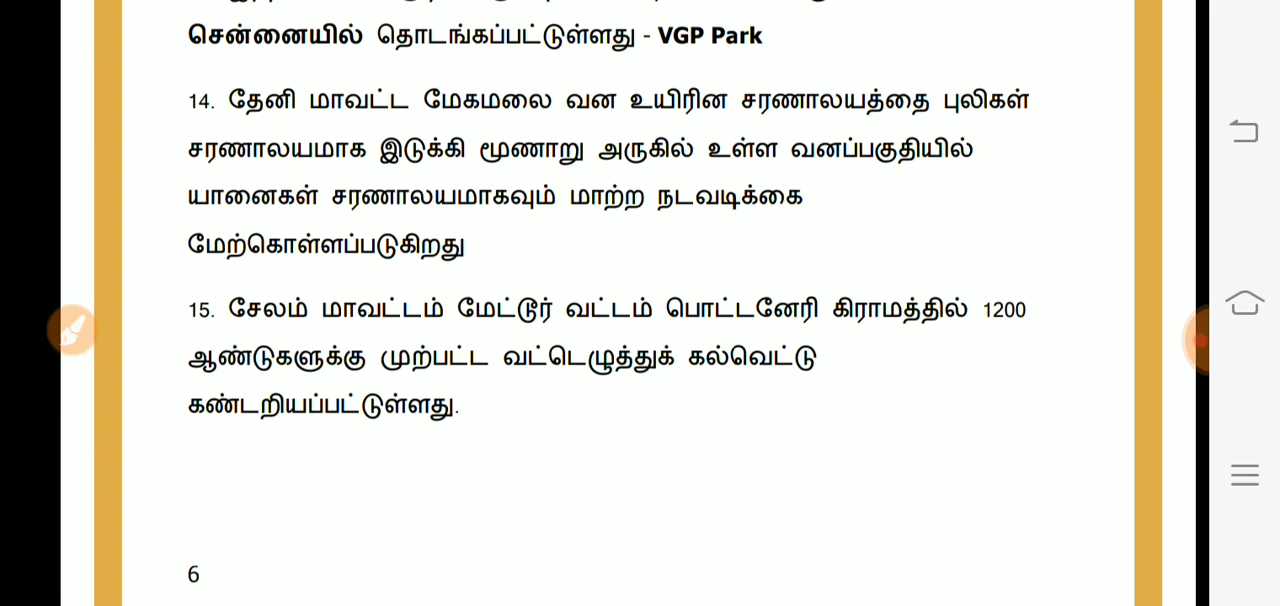 சென்னையில் தொடங்கப்பட்டுள்ளது - VGP Park
14. தேனி மாவட்ட மேகமலை வன உயிரின சரணாலயத்தை புலிகள்
சரணாலயமாக இடுக்கி மூணாறு அருகில் உள்ள வனப்பகுதியில்
யானைகள் சரணாலயமாகவும் மாற்ற நடவடிக்கை
மேற்கொள்ளப்படுகிறது
15. சேலம் மாவட்டம் மேட்டூர் வட்டம் பொட்டனேரி கிராமத்தில் 1200
ஆண்டுகளுக்கு முற்பட்ட வட்டெழுத்துக் கல்வெட்டு
கண்டறியப்பட்டுள்ளது.
6